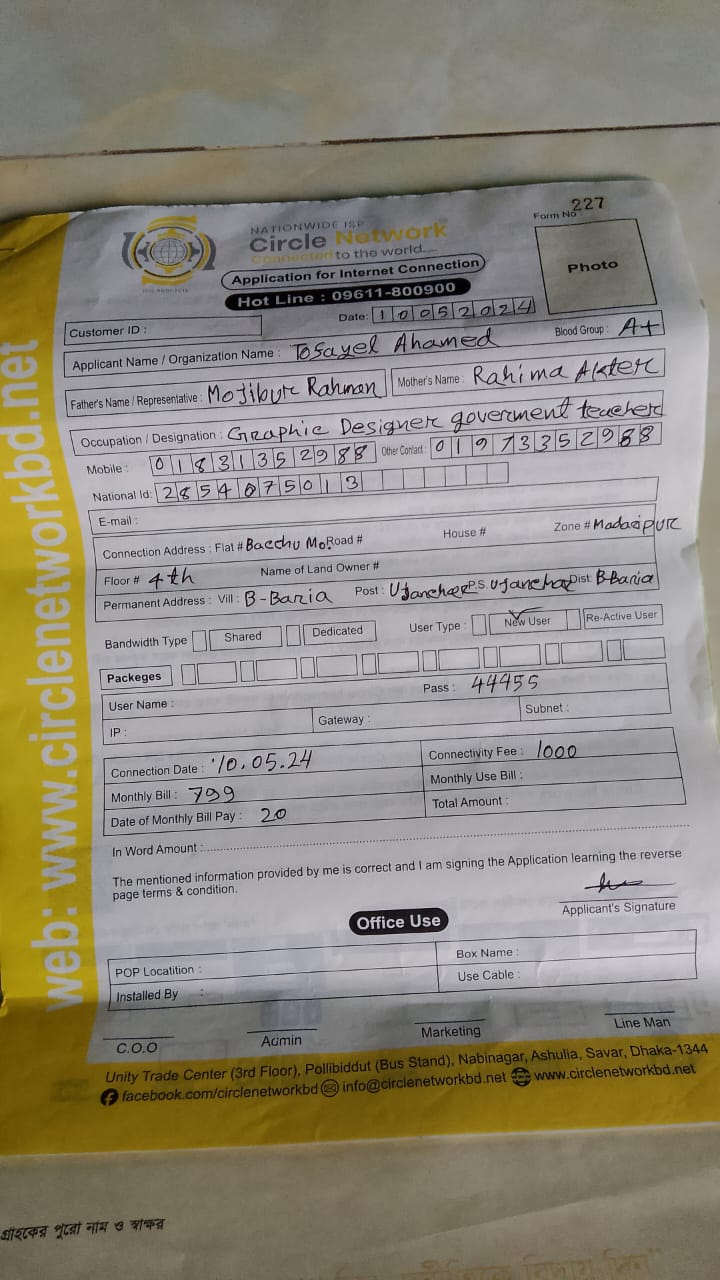 227
Form No :
NATIONWIDE ISP
Circle Network
Connected to the world.....
Application for Internet Connection
Hot Line : 09611-800900
Photo
Date: 10052024
Customer ID :
Applicant Name / Organization Name : Tosayel Ahamed Blood Group : A+
Father's Name / Representative : Mojibur Rahman Mother's Name : Rahima Akter
Occupation / Designation : Graphic Designer goverment teacher
Mobile : 01831352988 Other Contact : 01973352988
National Id: 2854075013
E-mail :
Connection Address : Flat # Bacchu Mo. Road # House # Zone # Madaripur
Floor # 4th Name of Land Owner #
Permanent Address : Vill : B-Baria Post : Ujanchar P.S. Ujanchar Dist: B-Baria
Bandwidth Type Shared Dedicated User Type : New User Re-Active User
Packeges
User Name : Pass : 44455
IP : Gateway : Subnet :
Connection Date : 10.05.24 Connectivity Fee : 1000
Monthly Bill : 799 Monthly Use Bill :
Date of Monthly Bill Pay : 20 Total Amount :
In Word Amount :
The mentioned information provided by me is correct and I am signing the Application learning the reverse
page terms & condition.
Applicant's Signature
Office Use
POP Locatition : Box Name :
Installed By : Use Cable :
C.O.O Admin Marketing Line Man
Unity Trade Center (3rd Floor), Pollibiddut (Bus Stand), Nabinagar, Ashulia, Savar, Dhaka-1344
facebook.com/circlenetworkbd info@circlenetworkbd.net www.circlenetworkbd.net
web: www.circlenetworkbd.net
গ্রাহকের পুরো নাম ও স্বাক্ষর